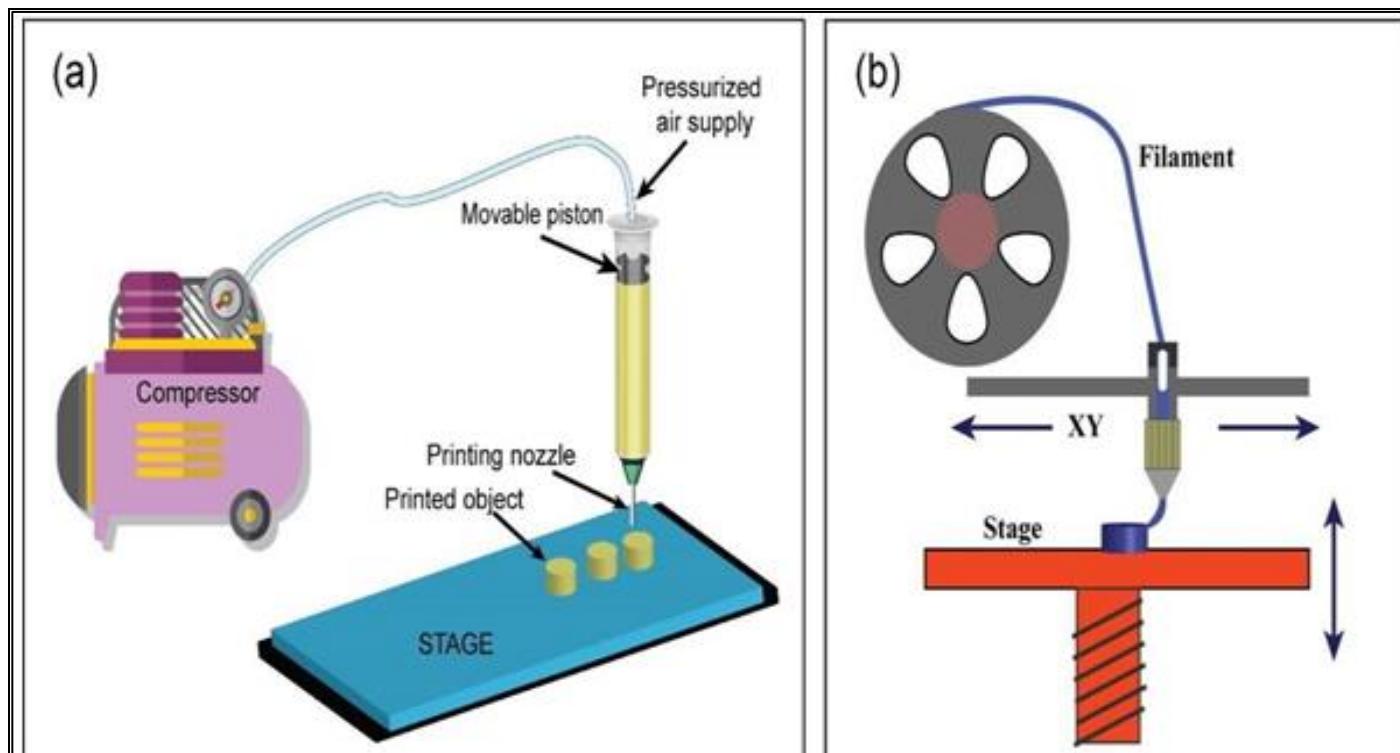 (a)
Pressurized
air supply
Movable piston
Compressor
Printing nozzle
Printed object
STAGE
(b)
Filament
XY
Stage